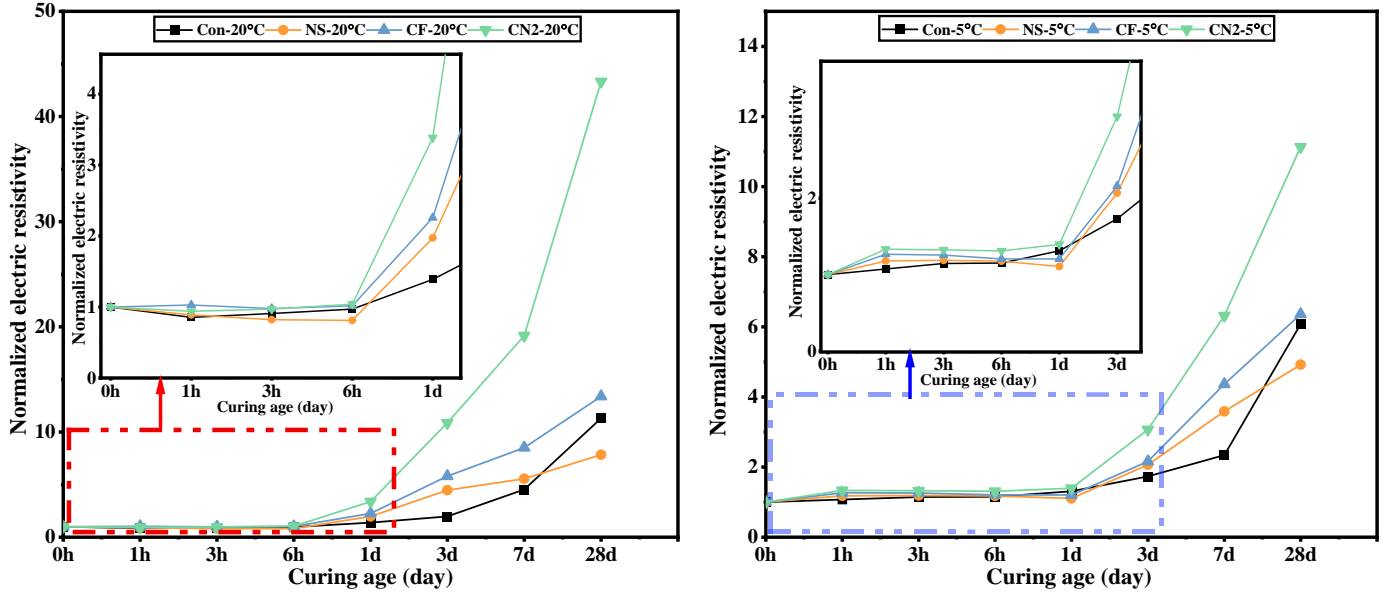 Con-20°C NS-20°C CF-20°C CN2-20°C
50
40
30
20
10
0
Normalized electric resistivity
0h 1h 3h 6h 1d 3d 7d 28d
Curing age (day)
4
3
2
1
0
Normalized electric resistivity
0h 1h 3h 6h 1d
Curing age (day)
Con-5°C NS-5°C CF-5°C CN2-5°C
14
12
10
8
6
4
2
0
Normalized electric resistivity
0h 1h 3h 6h 1d 3d 7d 28d
Curing age (day)
2
0
Normalized electric resistivity
0h 1h 3h 6h 1d 3d
Curing age (day)